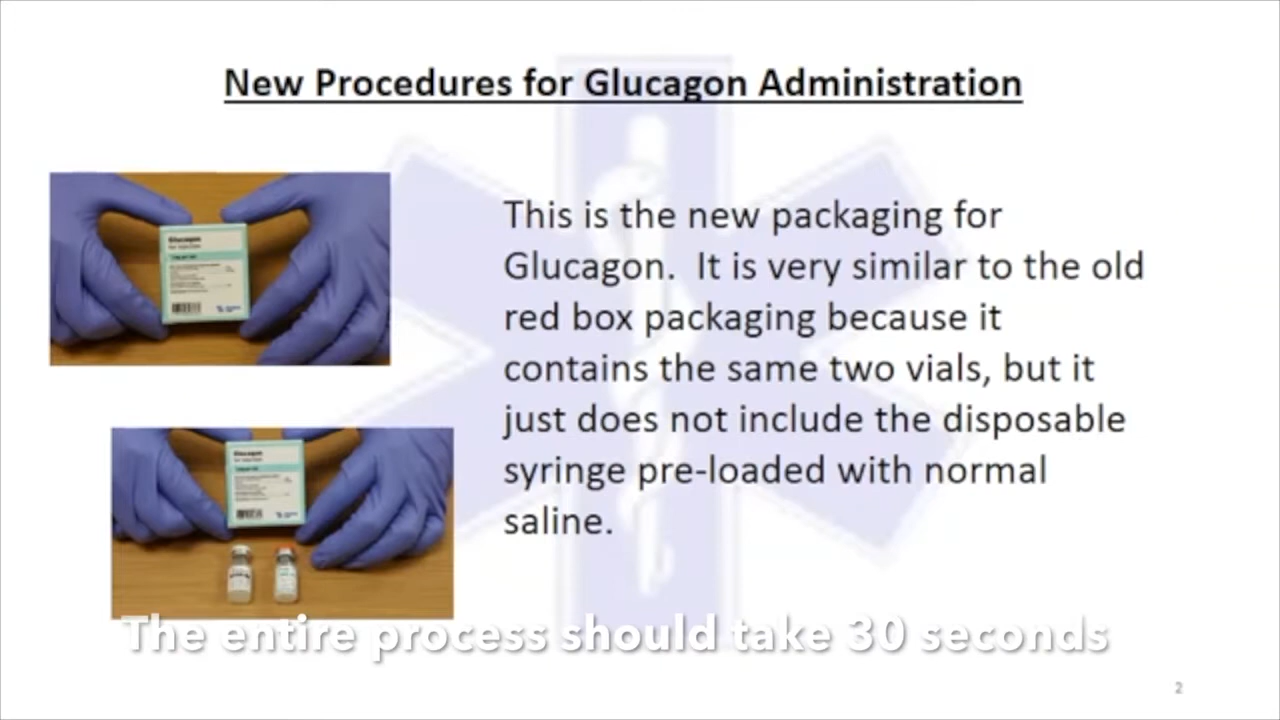 New Procedures for Glucagon Administration
Glucagon
This is the new packaging for
Glucagon. It is very similar to the old
red box packaging because it
contains the same two vials, but it
just does not include the disposable
syringe pre-loaded with normal
saline.
Glucagon
The entire process should take 30 seconds
2